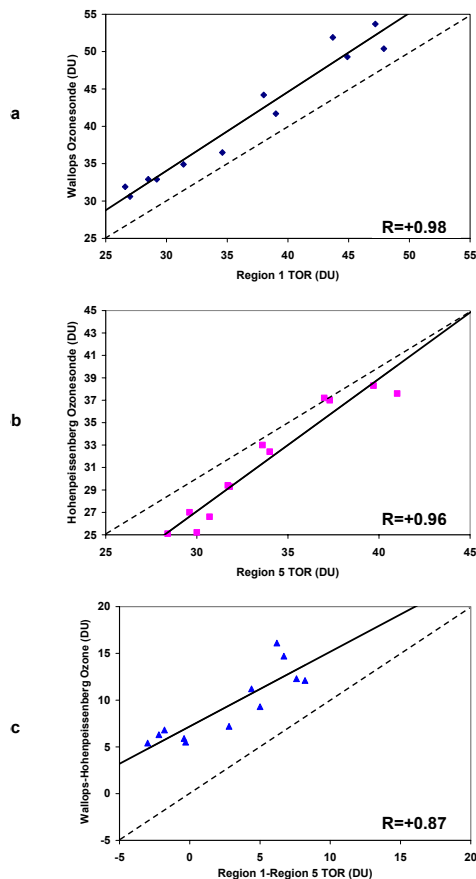 a
Wallops Ozonesonde (DU)
55
50
45
40
35
30
25
25 30 35 40 45 50 55
R=+0.98
Region 1 TOR (DU)
b
Hohenpeissenberg Ozonesonde (DU)
45
43
41
39
37
35
33
31
29
27
25
25 30 35 40 45
R=+0.96
Region 5 TOR (DU)
c
Wallops-Hohenpeissenberg Ozone (DU)
20
15
10
5
0
-5
-5 0 5 10 15 20
R=+0.87
Region 1-Region 5 TOR (DU)